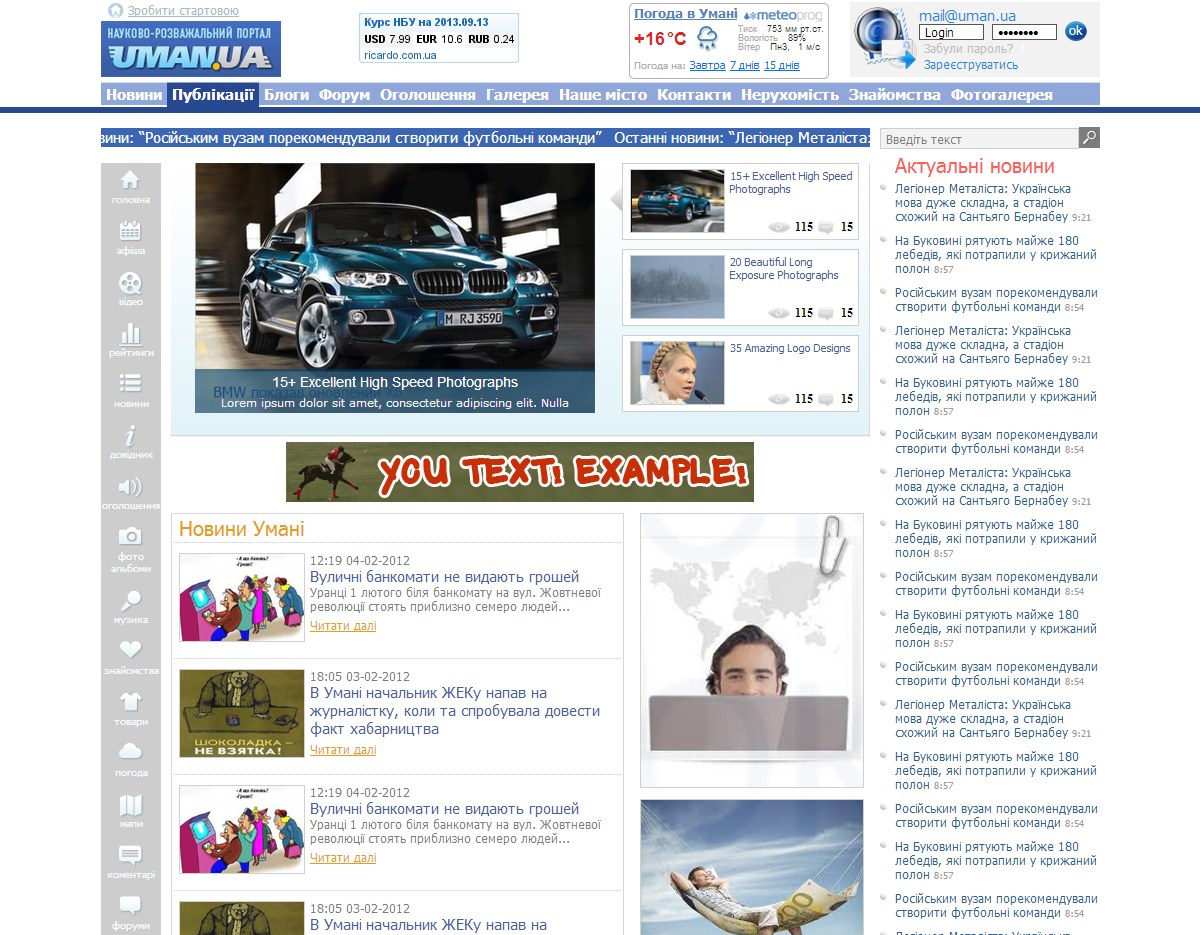 Зробити стартовою
НАУКОВО-РОЗВАЖАЛЬНИЙ ПОРТАЛ
UMAN.UA
Курс НБУ на 2013.09.13
USD 7.99 EUR 10.6 RUB 0.24
ricardo.com.ua
Погода в Умані
meteoprog
+16°C
Тиск 753 мм рт.ст.
Вологість 89%
Вітер ПнЗ, 1 м/с
Погода на: Завтра 7 днів 15 днів
mail@uman.ua
Login
ok
Забули пароль?
Зареєструватись
Новини Публікації Блоги Форум Оголошення Галерея Наше місто Контакти Нерухомість Знайомства Фотогалерея
вини: “Російським вузам порекомендували створити футбольні команди” Останні новини: “Легіонер Металіста:
Введіть текст
головна
афіша
відео
рейтинги
новини
довідник
оголошення
фото
альбоми
музика
знайомства
товари
погода
мапи
коментарі
форуми
M RJ 3590
BMW показав оновлений X6
15+ Excellent High Speed Photographs
Lorem ipsum dolor sit amet, consectetur adipiscing elit. Nulla
15+ Excellent High Speed
Photographs
115 15
20 Beautiful Long
Exposure Photographs
115 15
35 Amazing Logo Designs
115 15
YOU TEXT! EXAMPLE!
Новини Умані
12:19 04-02-2012
Вуличні банкомати не видають грошей
Уранці 1 лютого біля банкомату на вул. Жовтневої
революції стоять приблизно семеро людей...
Читати далі
18:05 03-02-2012
В Умані начальник ЖЕКу напав на
журналістку, коли та спробувала довести
факт хабарництва
Читати далі
ШОКОЛАДКА –
НЕ ВЗЯТКА!
12:19 04-02-2012
Вуличні банкомати не видають грошей
Уранці 1 лютого біля банкомату на вул. Жовтневої
революції стоять приблизно семеро людей...
Читати далі
18:05 03-02-2012
В Умані начальник ЖЕКу напав на
Актуальні новини
Легіонер Металіста: Українська
мова дуже складна, а стадіон
схожий на Сантьяго Бернабеу 9:21
На Буковині рятують майже 180
лебедів, які потрапили у крижаний
полон 8:57
Російським вузам порекомендували
створити футбольні команди 8:54
Легіонер Металіста: Українська
мова дуже складна, а стадіон
схожий на Сантьяго Бернабеу 9:21
На Буковині рятують майже 180
лебедів, які потрапили у крижаний
полон 8:57
Російським вузам порекомендували
створити футбольні команди 8:54
Легіонер Металіста: Українська
мова дуже складна, а стадіон
схожий на Сантьяго Бернабеу 9:21
На Буковині рятують майже 180
лебедів, які потрапили у крижаний
полон 8:57
Російським вузам порекомендували
створити футбольні команди 8:54
На Буковині рятують майже 180
лебедів, які потрапили у крижаний
полон 8:57
Російським вузам порекомендували
створити футбольні команди 8:54
Легіонер Металіста: Українська
мова дуже складна, а стадіон
схожий на Сантьяго Бернабеу 9:21
На Буковині рятують майже 180
лебедів, які потрапили у крижаний
полон 8:57
Російським вузам порекомендували
створити футбольні команди 8:54
На Буковині рятують майже 180
лебедів, які потрапили у крижаний
полон 8:57
Російським вузам порекомендували
створити футбольні команди 8:54
Легіонер Металіста: Українська